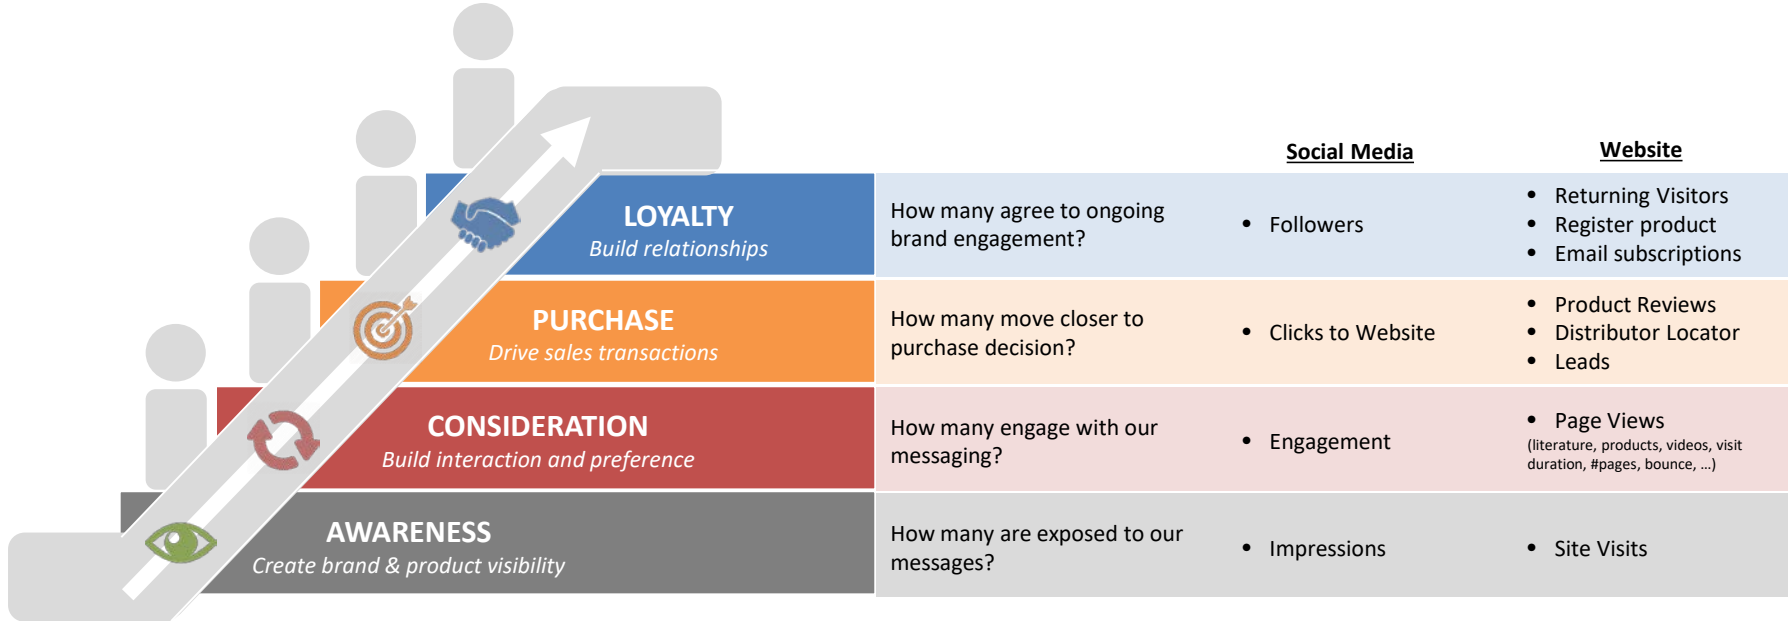 Social Media Website
LOYALTY
Build relationships
How many agree to ongoing
brand engagement?
• Followers
• Returning Visitors
• Register product
• Email subscriptions
PURCHASE
Drive sales transactions
How many move closer to
purchase decision?
• Clicks to Website
• Product Reviews
• Distributor Locator
• Leads
CONSIDERATION
Build interaction and preference
How many engage with our
messaging?
• Engagement
• Page Views
(literature, products, videos, visit
duration, #pages, bounce, ...)
AWARENESS
Create brand & product visibility
How many are exposed to our
messages?
• Impressions
• Site Visits